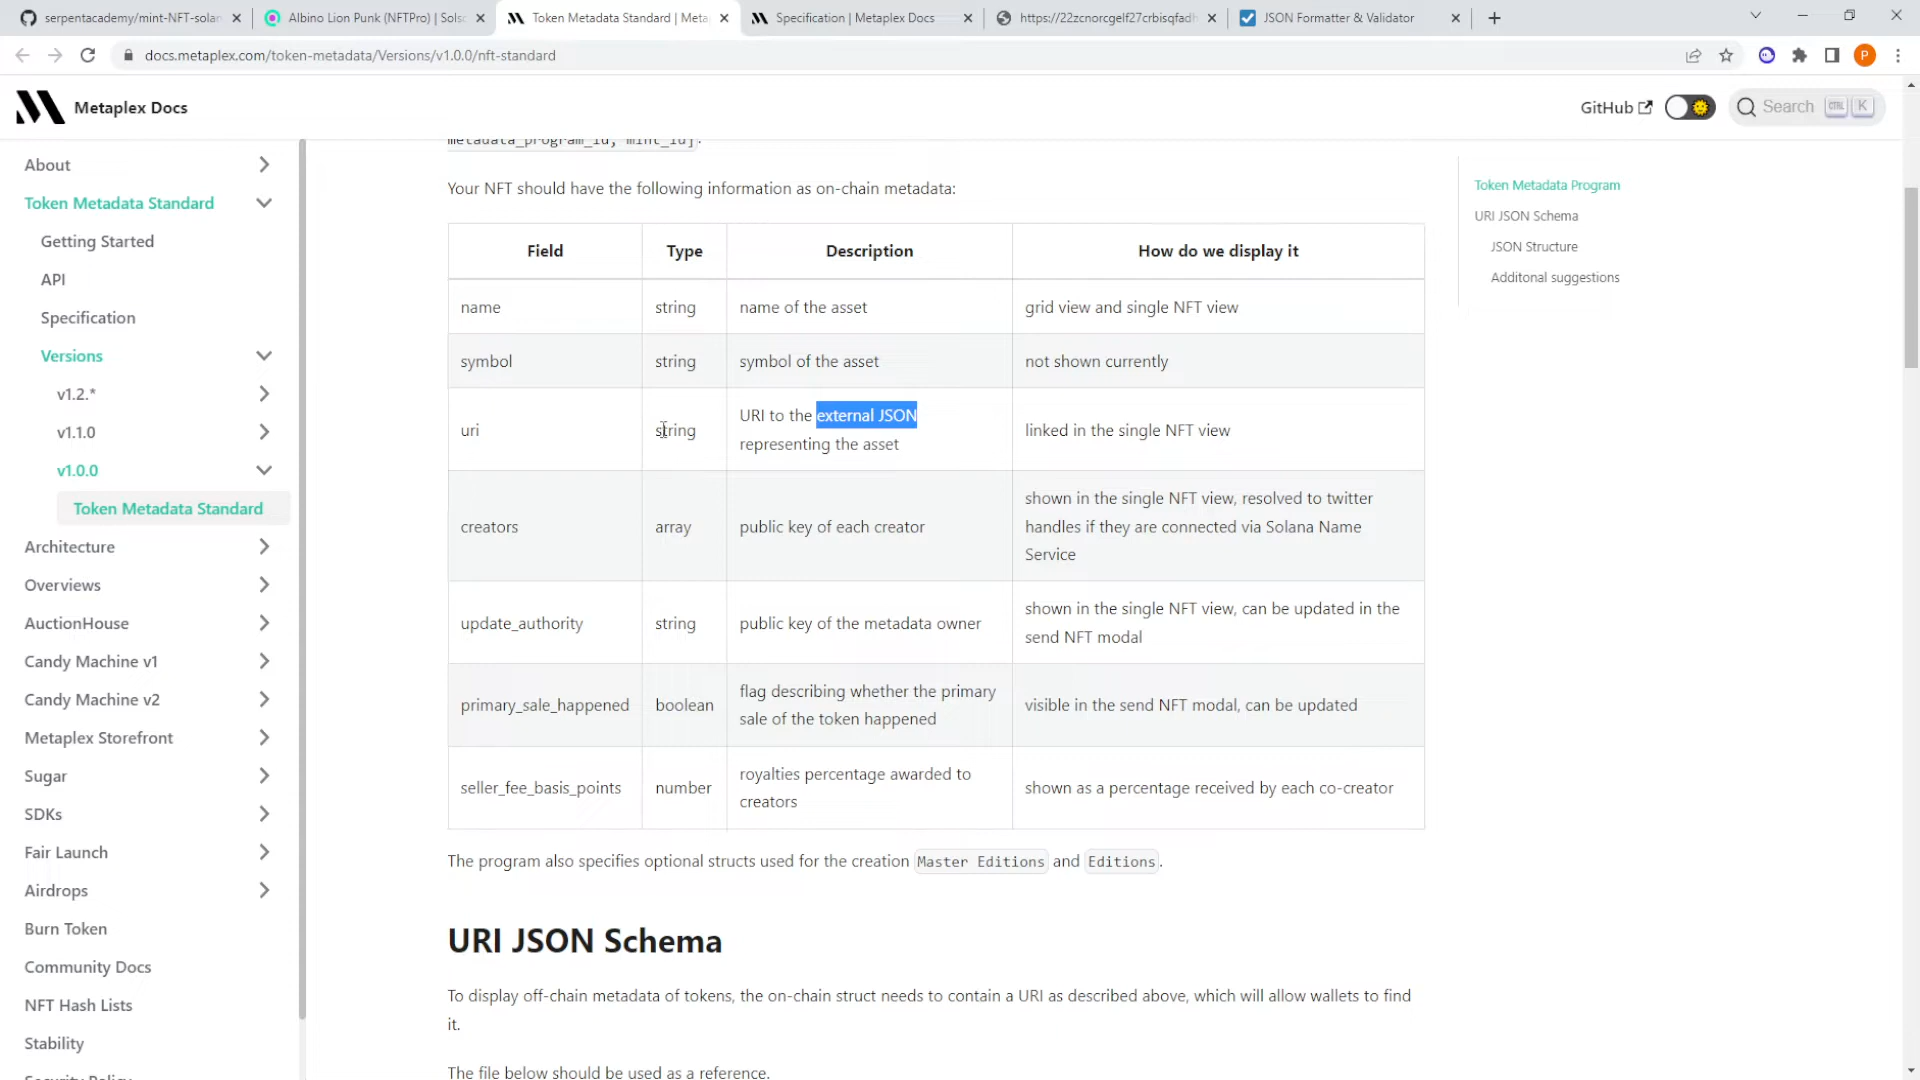 serpentacademy/mint-NFT-solar
Albino Lion Punk (NFTPro) | Solsc
Token Metadata Standard | Meta
Specification | Metaplex Docs
https://22zcnorcgelf27crbisqfadh
JSON Formatter & Validator
docs.metaplex.com/token-metadata/Versions/v1.0.0/nft-standard
P
Metaplex Docs
GitHub
Search
CTRL
K
About
Token Metadata Standard
Getting Started
API
Specification
Versions
v1.2.*
v1.1.0
v1.0.0
Token Metadata Standard
Architecture
Overviews
AuctionHouse
Candy Machine v1
Candy Machine v2
Metaplex Storefront
Sugar
SDKs
Fair Launch
Airdrops
Burn Token
Community Docs
NFT Hash Lists
Stability
Security Policy
metadata_program_id, mint_id].
Your NFT should have the following information as on-chain metadata:
Field Type Description How do we display it
name string name of the asset grid view and single NFT view
symbol string symbol of the asset not shown currently
uri string URI to the external JSON
representing the asset linked in the single NFT view
creators array public key of each creator shown in the single NFT view, resolved to twitter
handles if they are connected via Solana Name
Service
update_authority string public key of the metadata owner shown in the single NFT view, can be updated in the
send NFT modal
primary_sale_happened boolean flag describing whether the primary
sale of the token happened visible in the send NFT modal, can be updated
seller_fee_basis_points number royalties percentage awarded to
creators shown as a percentage received by each co-creator
The program also specifies optional structs used for the creation Master Editions and Editions.
URI JSON Schema
To display off-chain metadata of tokens, the on-chain struct needs to contain a URI as described above, which will allow wallets to find
it.
The file below should be used as a reference.
Token Metadata Program
URI JSON Schema
JSON Structure
Additonal suggestions